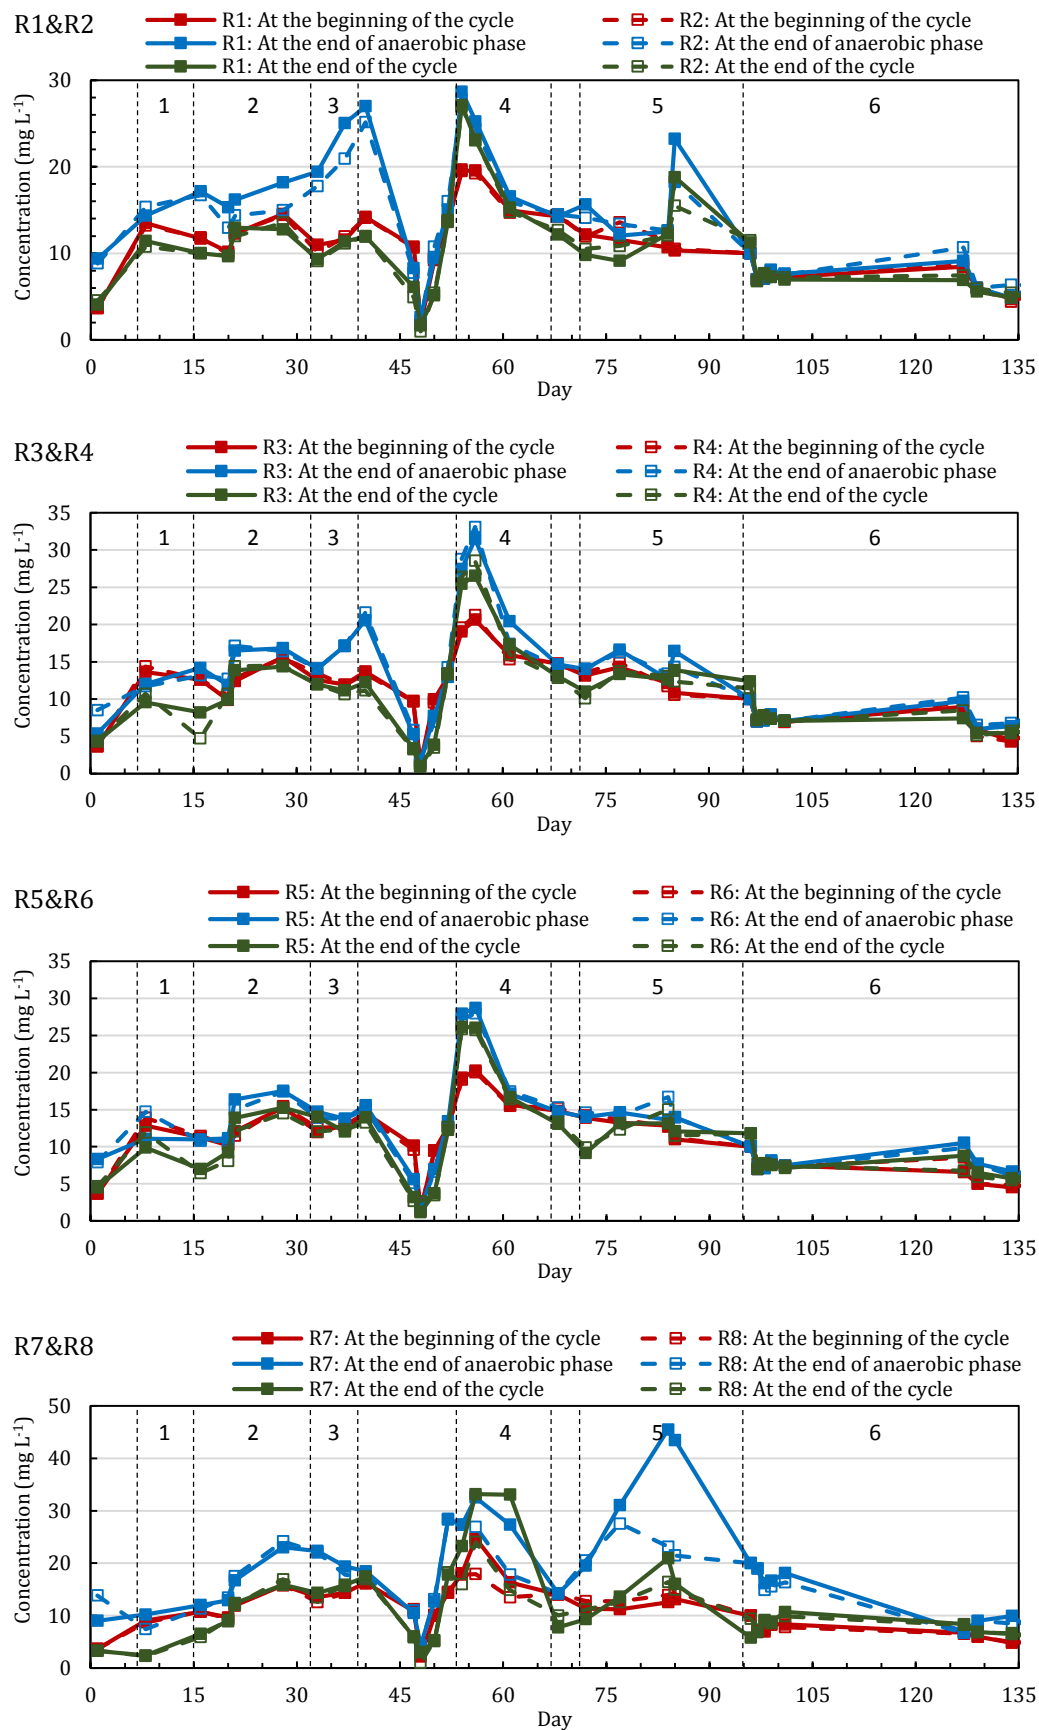 R1&R2
R1: At the beginning of the cycle R2: At the beginning of the cycle
R1: At the end of anaerobic phase R2: At the end of anaerobic phase
R1: At the end of the cycle R2: At the end of the cycle
Concentration (mg L⁻¹)
30
20
10
0
1 2 3 4 5 6
0 15 30 45 60 75 90 105 120 135
Day
R3&R4
R3: At the beginning of the cycle R4: At the beginning of the cycle
R3: At the end of anaerobic phase R4: At the end of anaerobic phase
R3: At the end of the cycle R4: At the end of the cycle
Concentration (mg L⁻¹)
35
30
25
20
15
10
5
0
1 2 3 4 5 6
0 15 30 45 60 75 90 105 120 135
Day
R5&R6
R5: At the beginning of the cycle R6: At the beginning of the cycle
R5: At the end of anaerobic phase R6: At the end of anaerobic phase
R5: At the end of the cycle R6: At the end of the cycle
Concentration (mg L⁻¹)
35
30
25
20
15
10
5
0
1 2 3 4 5 6
0 15 30 45 60 75 90 105 120 135
Day
R7&R8
R7: At the beginning of the cycle R8: At the beginning of the cycle
R7: At the end of anaerobic phase R8: At the end of anaerobic phase
R7: At the end of the cycle R8: At the end of the cycle
Concentration (mg L⁻¹)
50
40
30
20
10
0
1 2 3 4 5 6
0 15 30 45 60 75 90 105 120 135
Day